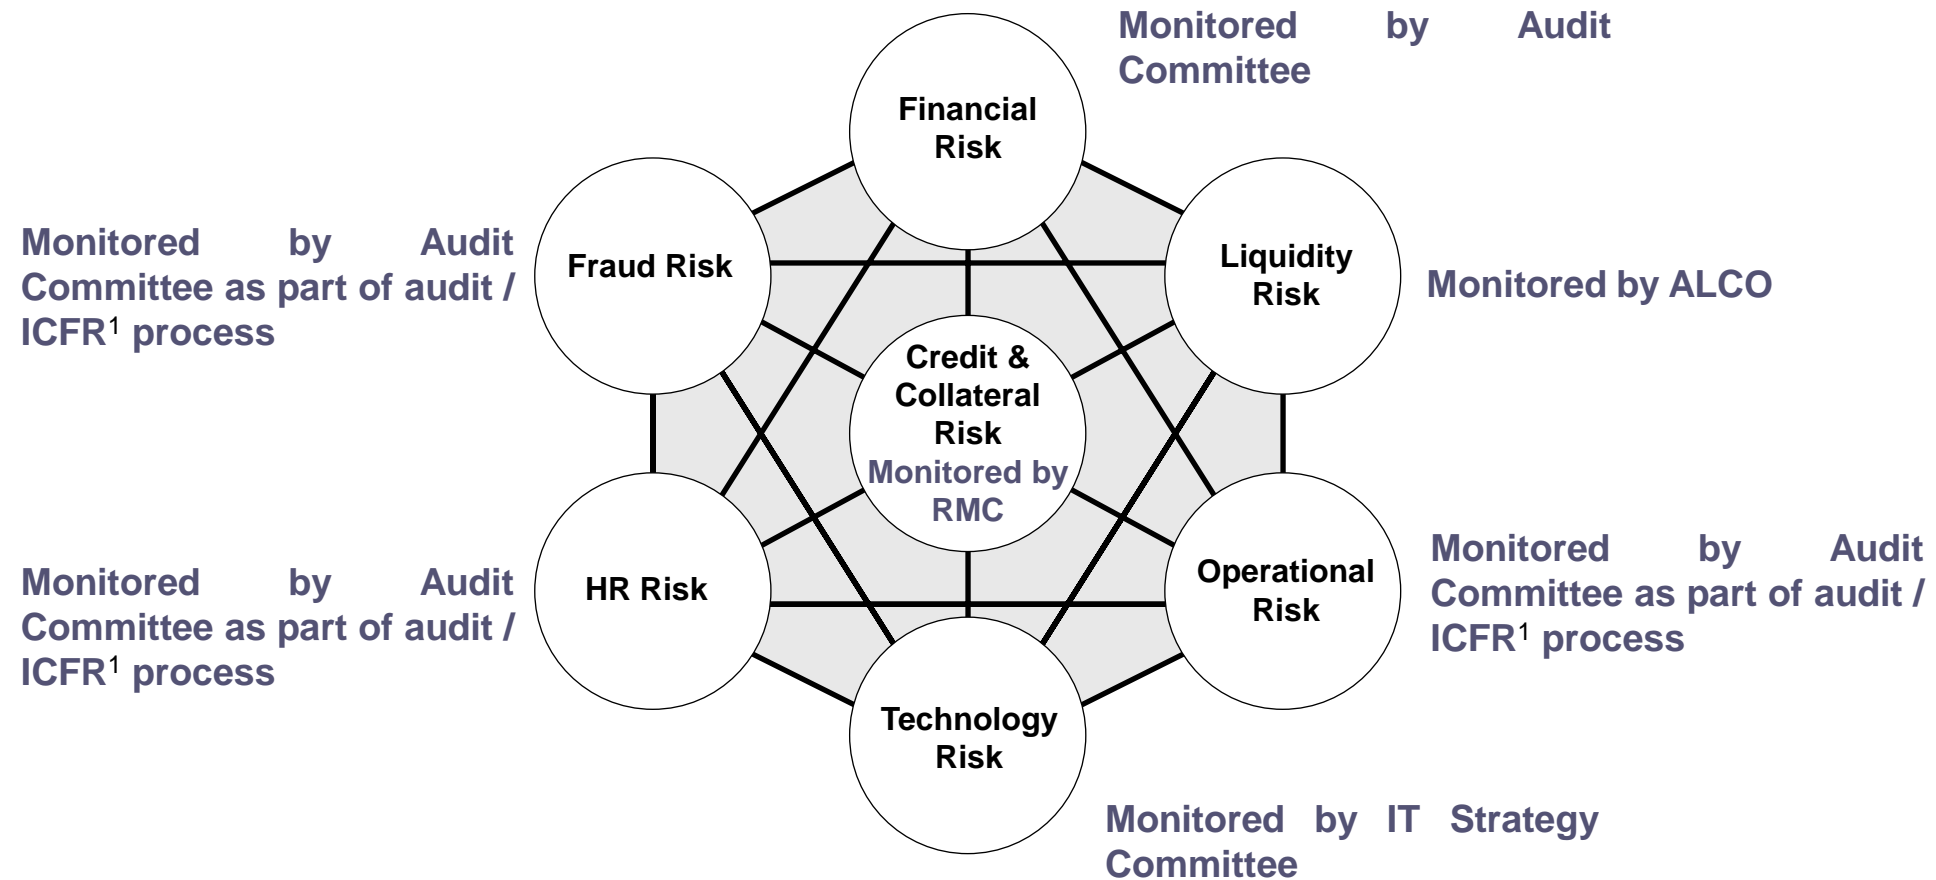 Monitored by Audit
Committee
Financial
Risk
Monitored by Audit
Committee as part of audit /
ICFR¹ process
Fraud Risk
Liquidity
Risk
Monitored by ALCO
Credit &
Collateral
Risk
Monitored by
RMC
Monitored by Audit
Committee as part of audit /
ICFR¹ process
HR Risk
Operational
Risk
Monitored by Audit
Committee as part of audit /
ICFR¹ process
Technology
Risk
Monitored by IT Strategy
Committee